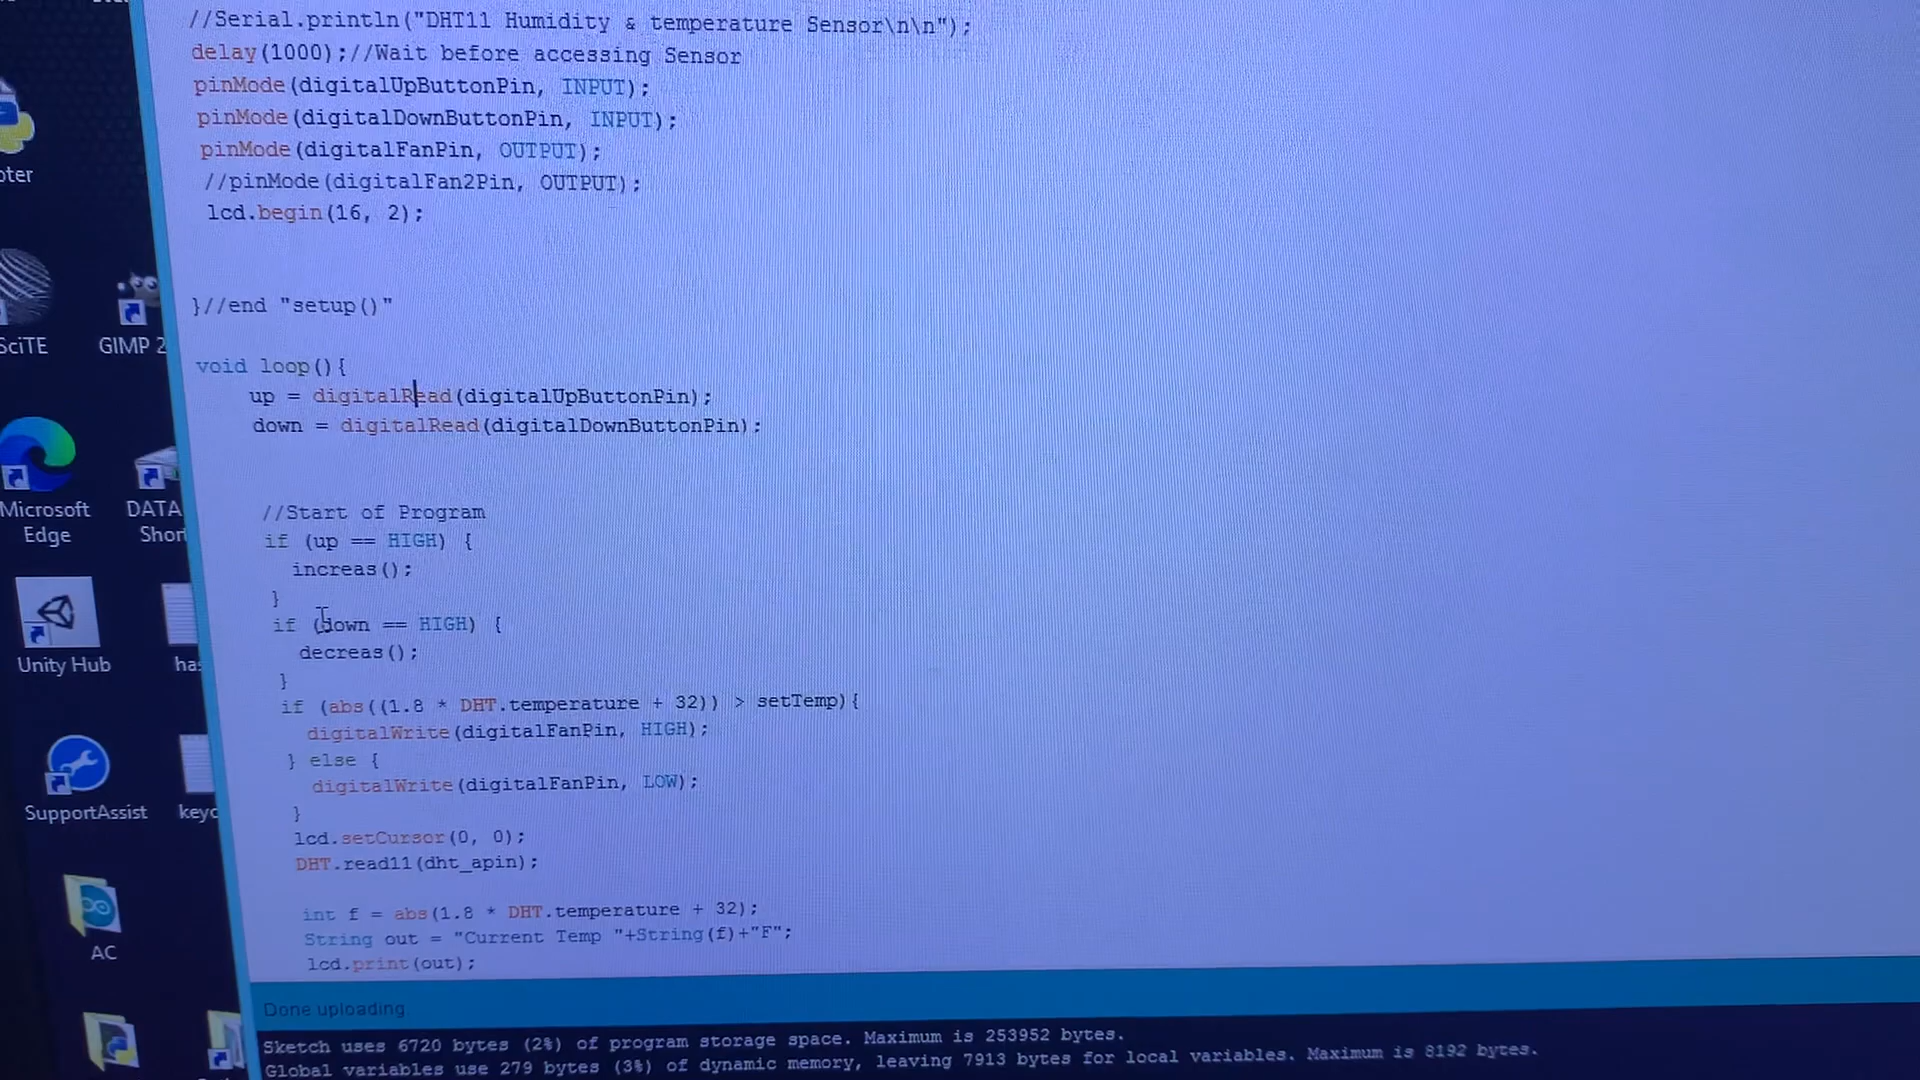 //Serial.println("DHT11 Humidity & temperature Sensor\n\n");
delay(1000);//Wait before accessing Sensor
pinMode(digitalUpButtonPin, INPUT);
pinMode(digitalDownButtonPin, INPUT);
pinMode(digitalFanPin, OUTPUT);
//pinMode(digitalFan2Pin, OUTPUT);
lcd.begin(16, 2);
}//end "setup()"
void loop(){
up = digitalRead(digitalUpButtonPin);
down = digitalRead(digitalDownButtonPin);
//Start of Program
if (up == HIGH) {
increas();
}
if (down == HIGH) {
decreas();
}
if (abs((1.8 * DHT.temperature + 32)) > setTemp){
digitalWrite(digitalFanPin, HIGH);
} else {
digitalWrite(digitalFanPin, LOW);
}
lcd.setCursor(0, 0);
DHT.read11(dht_apin);
int f = abs(1.8 * DHT.temperature + 32);
String out = "Current Temp "+String(f)+"F";
lcd.print(out);
Done uploading
Sketch uses 6720 bytes (2%) of program storage space. Maximum is 253952 bytes.
Global variables use 279 bytes (3%) of dynamic memory, leaving 7913 bytes for local variables. Maximum is 8192 bytes.
oter
SciTE
GIMP 2
Microsoft
Edge
DATA
Shor
Unity Hub
has
SupportAssist
keyc
AC